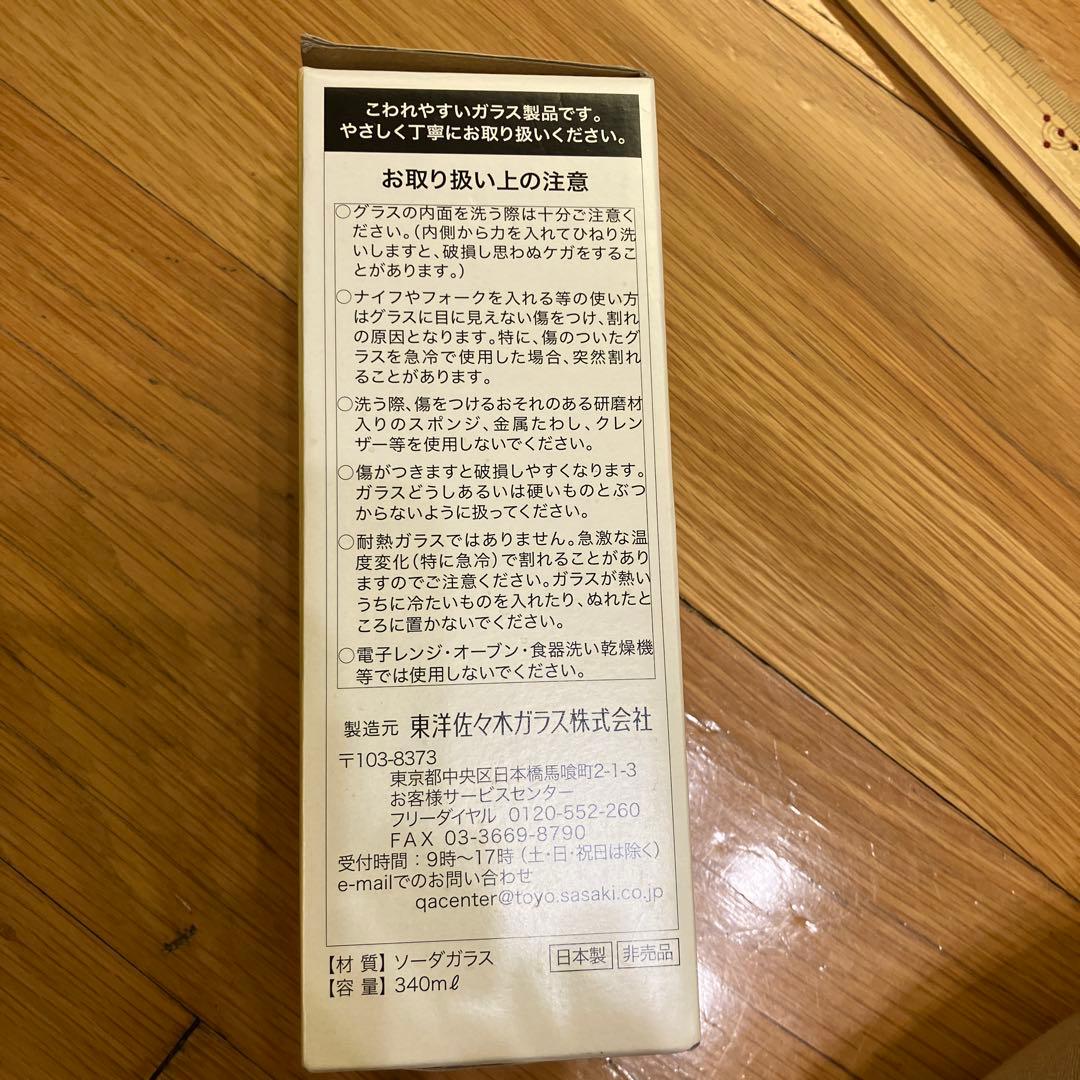 こわれやすいガラス製品です。
やさしく丁寧にお取り扱いください。
お取り扱い上の注意
○グラスの内面を洗う際は十分ご注意く
ださい。(内側から力を入れてひねり洗
いしますと、破損し思わぬケガをするこ
とがあります。)
○ナイフやフォークを入れる等の使い方
はグラスに目に見えない傷をつけ、割れ
の原因となります。特に、傷のついたグ
ラスを急冷で使用した場合、突然割れ
ることがあります。
○洗う際、傷をつけるおそれのある研磨材
入りのスポンジ、金属たわし、クレン
ザー等を使用しないでください。
○傷がつきますと破損しやすくなります。
ガラスどうしあるいは硬いものとぶつ
からないように扱ってください。
○耐熱ガラスではありません。急激な温
度変化(特に急冷)で割れることがあり
ますのでご注意ください。ガラスが熱い
うちに冷たいものを入れたり、ぬれたと
ころに置かないでください。
○電子レンジ・オーブン・食器洗い乾燥機
等では使用しないでください。
製造元 東洋佐々木ガラス株式会社
〒103-8373
東京都中央区日本橋馬喰町2-1-3
お客様サービスセンター
フリーダイヤル 0120-552-260
FAX 03-3669-8790
受付時間：9時〜17時(土・日・祝日は除く)
e-mailでのお問い合わせ
qacenter@toyo.sasaki.co.jp
【材 質】ソーダガラス 日本製 非売品
【容 量】340mℓ